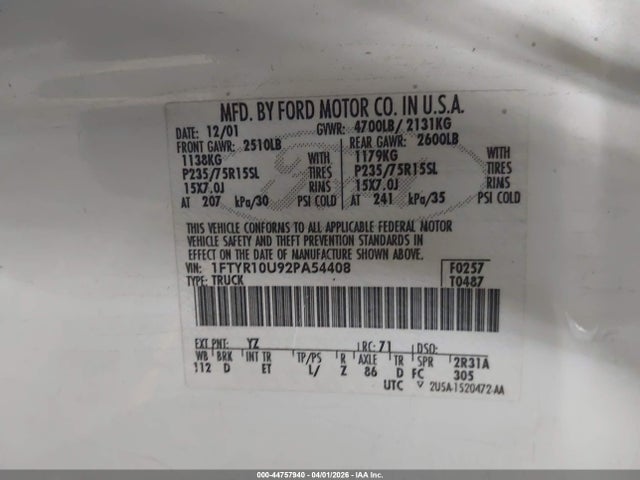 MFD. BY FORD MOTOR CO. IN U.S.A.
DATE: 12/01 GVWR: 4700LB/ 2131KG
FRONT GAWR: 2510LB REAR GAWR: 2600LB
1138KG WITH 1179KG WITH
P235/75R15SL TIRES P235/75R15SL TIRES
15X7.0J RIMS 15X7.0J RIMS
AT 207 kPa/30 PSI COLD AT 241 kPa/35 PSI COLD
THIS VEHICLE CONFORMS TO ALL APPLICABLE FEDERAL MOTOR
VEHICLE SAFETY AND THEFT PREVENTION STANDARDS IN
EFFECT ON THE DATE OF MANUFACTURE SHOWN ABOVE.
VIN: 1FTYR10U92PA54408 F0257
TYPE: TRUCK T0487
EXT PNT: YZ RC: 71 DSO:
WB BRK INT TR TP/PS R AXLE TR SPR 2R31A
112 D ET L/ Z 86 D FC 305
UTC 2USA-1520472-AA
000-44757940 - 04/01/2026 - IAA Inc.